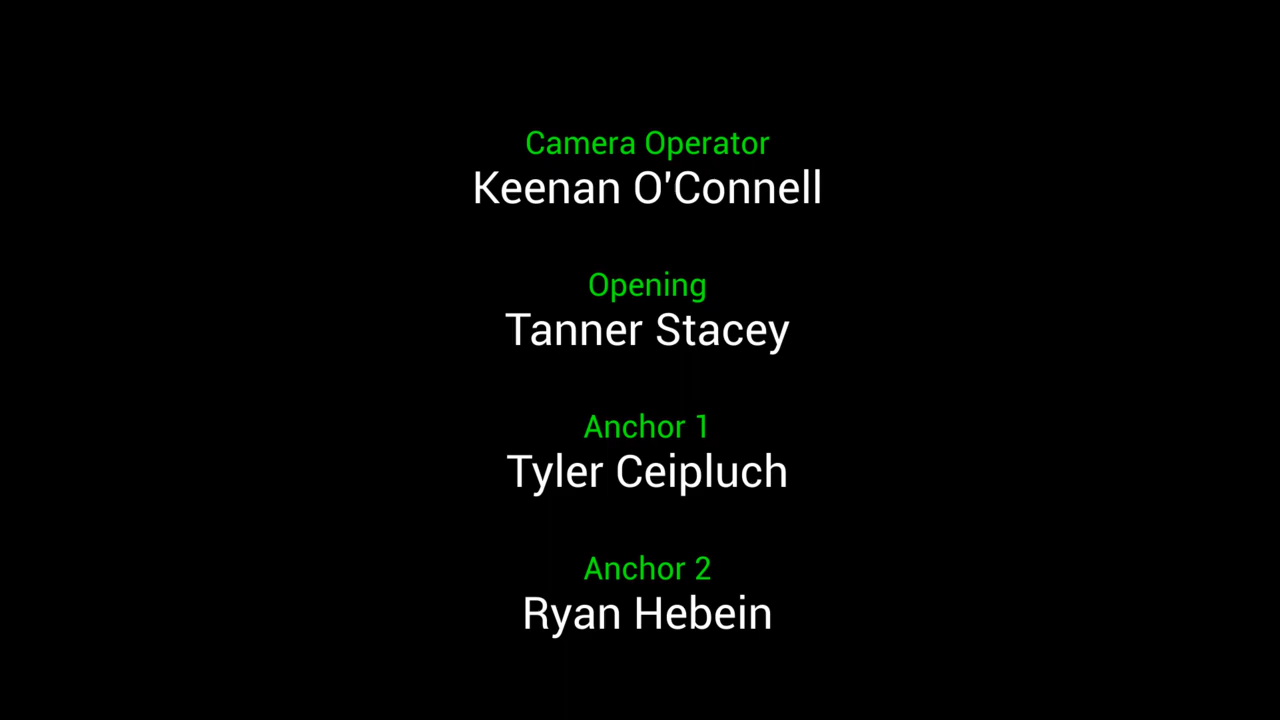 Camera Operator
Keenan O'Connell
Opening
Tanner Stacey
Anchor 1
Tyler Ceipluch
Anchor 2
Ryan Hebein